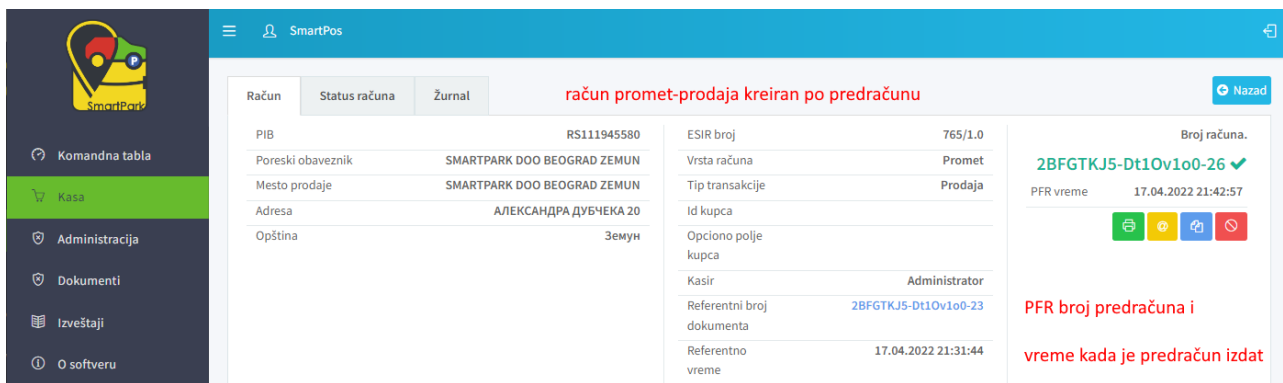 SmartPark
P
SmartPos
Komandna tabla
Kasa
Administracija
Dokumenti
Izveštaji
O softveru
Račun
Status računa
Žurnal
račun promet-prodaja kreiran po predračunu
Nazad
PIB RS111945580
Poreski obaveznik SMARTPARK DOO BEOGRAD ZEMUN
Mesto prodaje SMARTPARK DOO BEOGRAD ZEMUN
Adresa АЛЕКСАНДРА ДУБЧЕКА 20
Opština Земун
ESIR broj 765/1.0
Vrsta računa Promet
Tip transakcije Prodaja
Id kupca
Opciono polje
kupca
Kasir Administrator
Referentni broj 2BFGTKJ5-Dt1Ov1o0-23
dokumenta
Referentno 17.04.2022 21:31:44
vreme
Broj računa.
2BFGTKJ5-Dt1Ov1o0-26
PFR vreme 17.04.2022 21:42:57
@
PFR broj predračuna i
vreme kada je predračun izdat